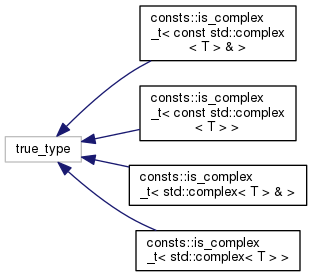 consts::is_complex
_t< const std::complex
< T > & >
consts::is_complex
_t< const std::complex
< T > >
true_type
consts::is_complex
_t< std::complex< T > & >
consts::is_complex
_t< std::complex< T > >